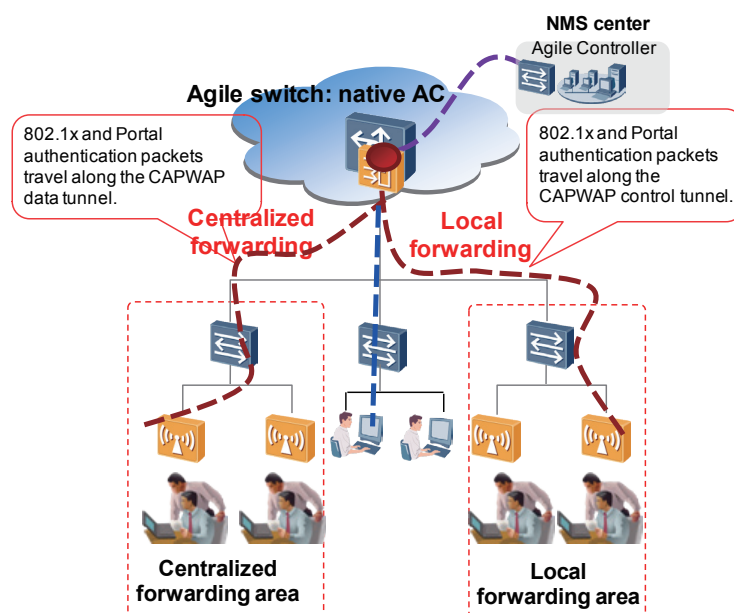 NMS center
Agile Controller
Agile switch: native AC
802.1x and Portal
authentication packets
travel along the CAPWAP
data tunnel.
802.1x and Portal
authentication packets
travel along the
CAPWAP control tunnel.
Centralized
forwarding
Local
forwarding
Centralized
forwarding area
Local
forwarding area